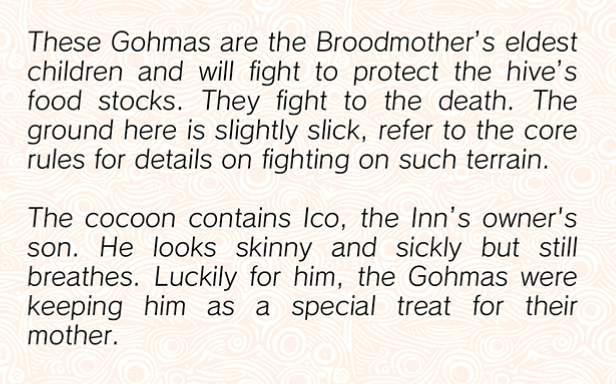 These Gohmas are the Broodmother's eldest
children and will fight to protect the hive's
food stocks. They fight to the death. The
ground here is slightly slick, refer to the core
rules for details on fighting on such terrain.
The cocoon contains Ico, the Inn's owner's
son. He looks skinny and sickly but still
breathes. Luckily for him, the Gohmas were
keeping him as a special treat for their
mother.